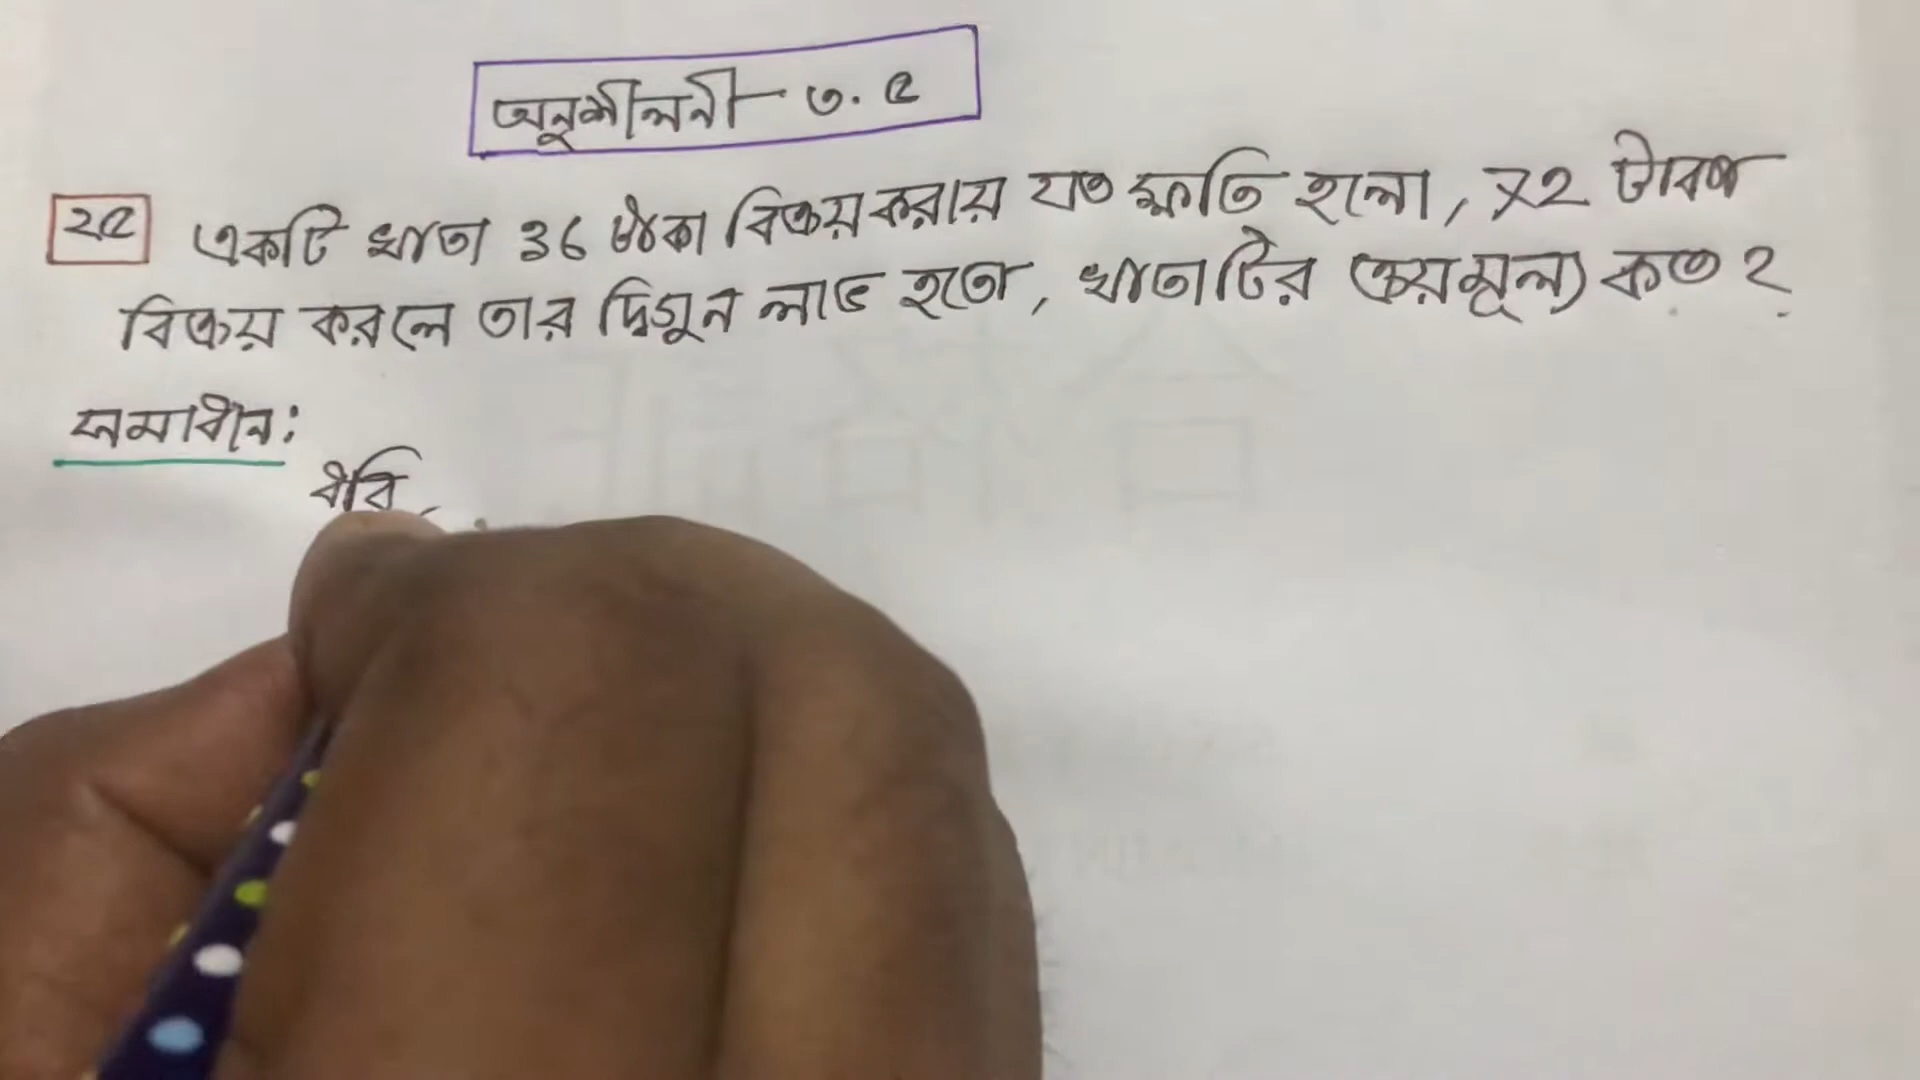 অনুশীলনী - ৩.৫
২৫ একটি খাতা 36 টাকা বিক্রয় করায় যত ক্ষতি হলো, 72 টাকা
বিক্রয় করলে তার দ্বিগুন লাভ হতো, খাতাটির ক্রয়মূল্য কত?
সমাধান:
ধরি,